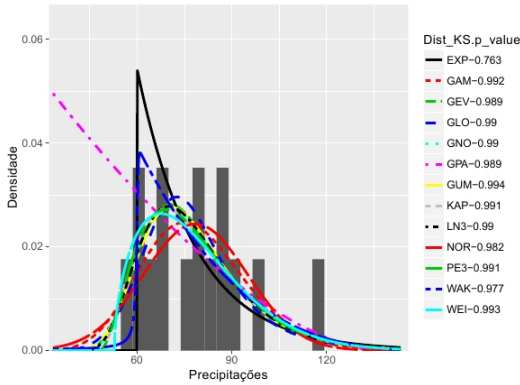 Dist_KS.p_value
EXP−0.763
GAM−0.992
GEV−0.989
GLO−0.99
GNO−0.99
GPA−0.989
GUM−0.994
KAP−0.991
LN3−0.99
NOR−0.982
PE3−0.991
WAK−0.977
WEI−0.993
Densidade
0.06
0.04
0.02
0.00
60 90 120
Precipitações